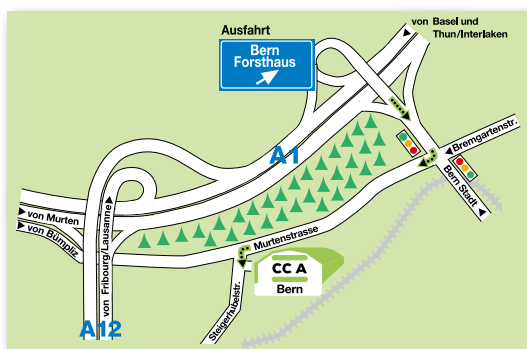 Ausfahrt
Bern
Forsthaus
von Basel und
Thun/Interlaken
A1
Bremgartenstr.
Bern Stadt
von Murten
von Bümpliz
von Fribourg/Lausanne
Murtenstrasse
CC A
Bern
Steigerhubelstr.
A12